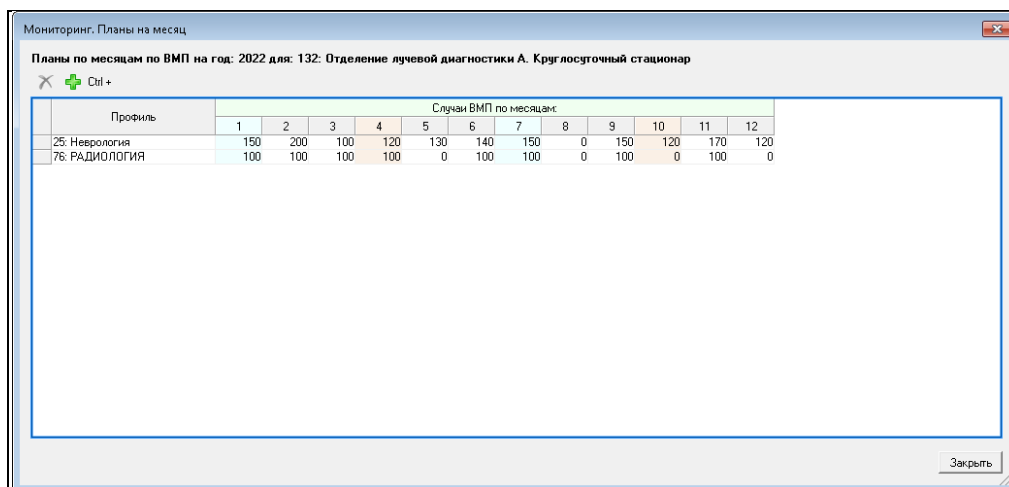 Мониторинг. Планы на месяц
Планы по месяцам по ВМП на год: 2022 для: 132: Отделение лучевой диагностики А. Круглосуточный стационар
Ctrl +
Профиль Случаи ВМП по месяцам:
1 2 3 4 5 6 7 8 9 10 11 12
25: Неврология 150 200 100 120 130 140 150 0 150 120 170 120
76: РАДИОЛОГИЯ 100 100 100 100 0 100 100 0 100 0 100 0
Закрыть